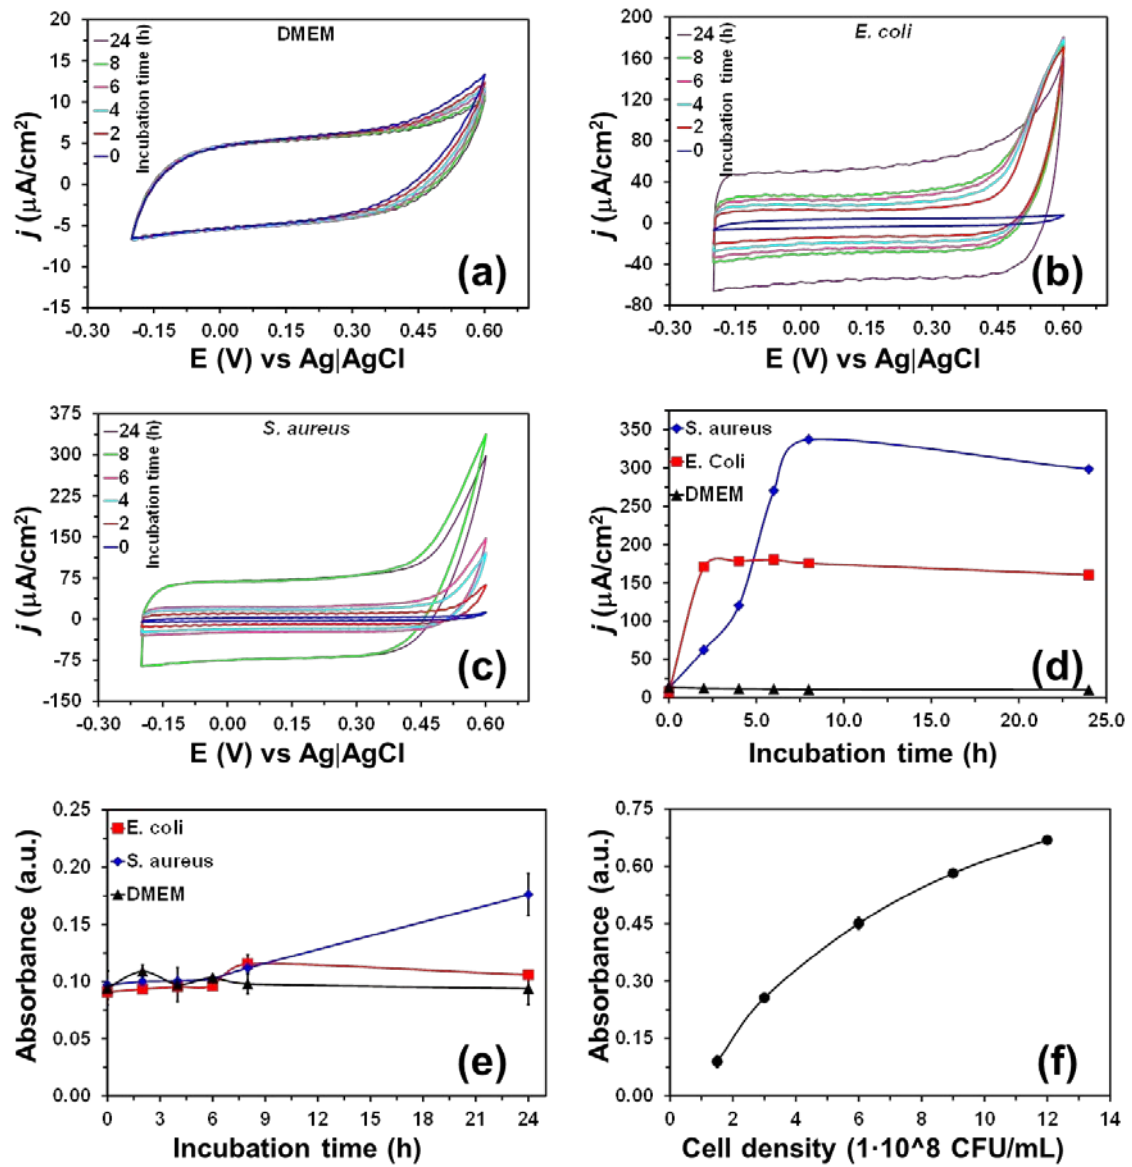 DMEM
24
8
6
4
2
0
Incubation time (h)
20
15
10
5
0
-5
-10
-15
j (µA/cm²)
-0.30 -0.15 0.00 0.15 0.30 0.45 0.60
E (V) vs Ag|AgCl
(a)
E. coli
24
8
6
4
2
0
Incubation time (h)
200
160
120
80
40
0
-40
-80
j (µA/cm²)
-0.30 -0.15 0.00 0.15 0.30 0.45 0.60
E (V) vs Ag|AgCl
(b)
S. aureus
24
8
6
4
2
0
Incubation time (h)
375
300
225
150
75
0
-75
-150
j (µA/cm²)
-0.30 -0.15 0.00 0.15 0.30 0.45 0.60
E (V) vs Ag|AgCl
(c)
S. aureus
E. Coli
DMEM
350
300
250
200
150
100
50
0
j (µA/cm²)
0.0 5.0 10.0 15.0 20.0 25.0
Incubation time (h)
(d)
E. coli
S. aureus
DMEM
0.25
0.20
0.15
0.10
0.05
0.00
Absorbance (a.u.)
0 3 6 9 12 15 18 21 24
Incubation time (h)
(e)
0.75
0.60
0.45
0.30
0.15
0.00
Absorbance (a.u.)
0 2 4 6 8 10 12 14
Cell density (1·10^8 CFU/mL)
(f)